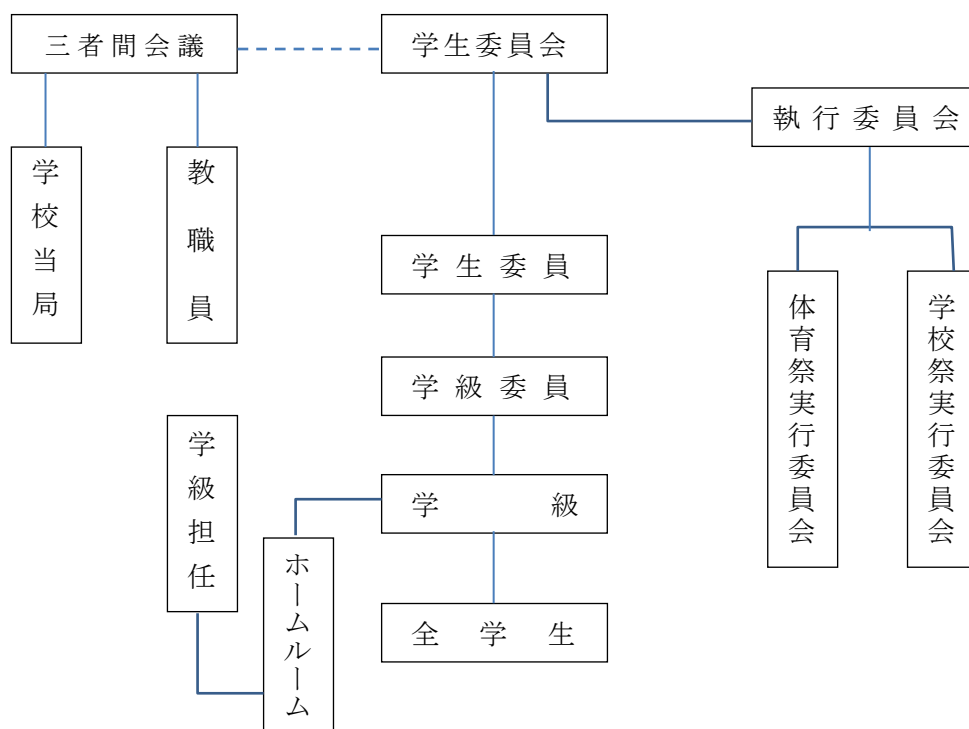 三者間会議
学生委員会
執行委員会
学校当局
教職員
学生委員
体育祭実行委員会
学校祭実行委員会
学級委員
学級担任
学級
ホームルーム
全学生